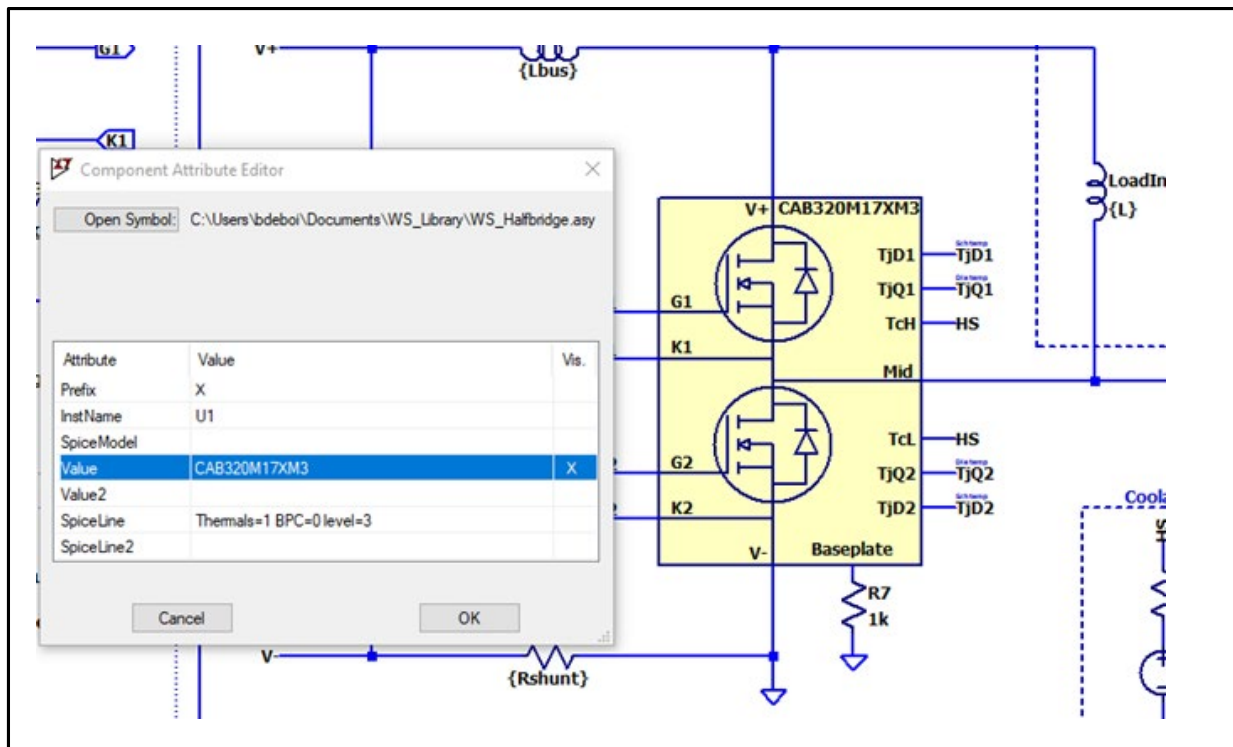 G1
V+
{Lbus}
K1
Component Attribute Editor
Open Symbol:
C:\Users\bdeboi\Documents\WS_Library\WS_Halfbridge.asy
Attribute Value Vis.
Prefix X
InstName U1
SpiceModel
Value CAB320M17XM3 X
Value2
SpiceLine Thermals=1 BPC=0 level=3
SpiceLine2
Cancel
OK
V+ CAB320M17XM3
TjD1
TjD1
TjQ1
TjQ1
G1
TcH
HS
K1
Mid
TcL
HS
G2
TjQ2
TjQ2
K2
TjD2
TjD2
V-
Baseplate
R7
1k
V-
{Rshunt}
LoadIn
{L}
Coola
HS